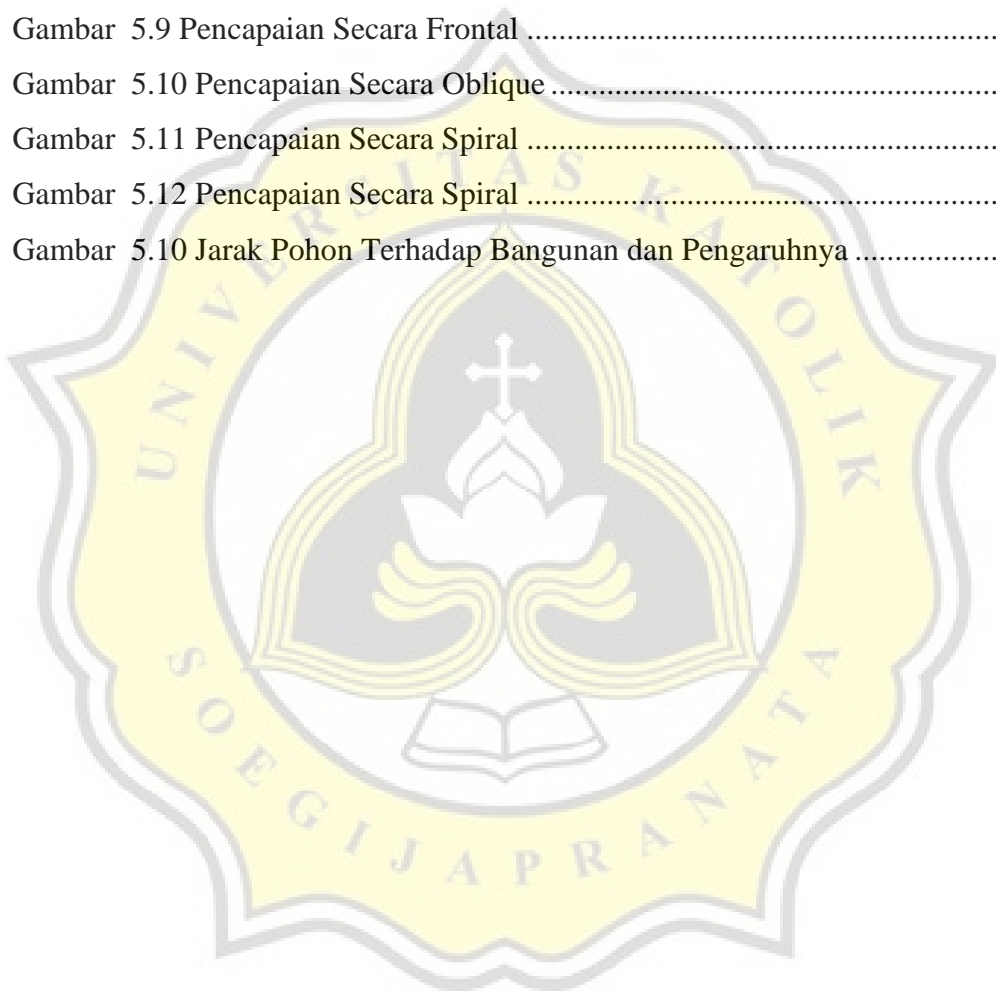 Gambar  5.9 Pencapaian Secara Frontal ..........................................................
Gambar  5.10 Pencapaian Secara Oblique .......................................................
Gambar  5.11 Pencapaian Secara Spiral ..........................................................
Gambar  5.12 Pencapaian Secara Spiral ..........................................................
Gambar  5.10 Jarak Pohon Terhadap Bangunan dan Pengaruhnya .................
UNIVERSITAS KATOLIK
SOEGIJAPRANATA